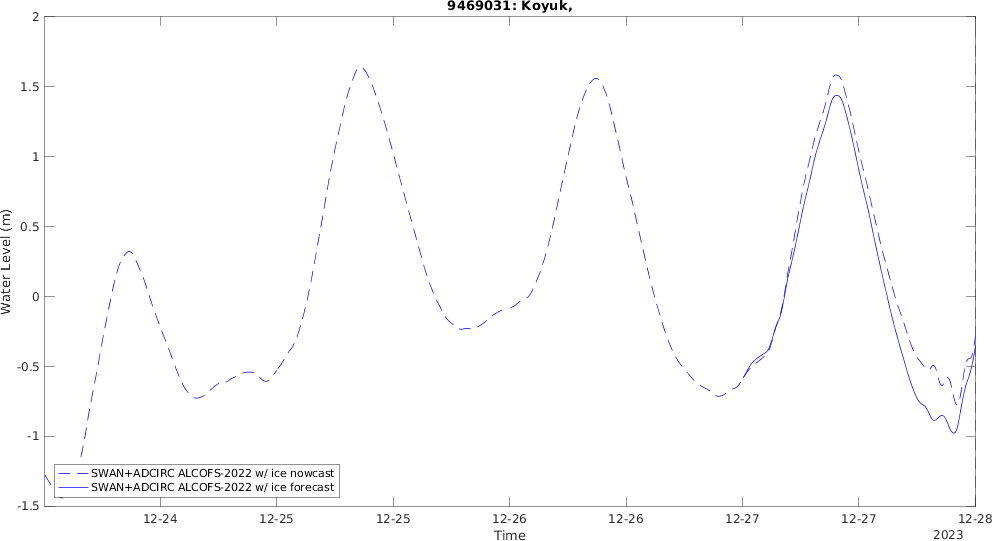 9469031: Koyuk,
Water Level (m)
2
1.5
1
0.5
0
-0.5
-1
-1.5
SWAN+ADCIRC ALCOFS-2022 w/ ice nowcast
SWAN+ADCIRC ALCOFS-2022 w/ ice forecast
12-24 12-25 12-25 12-26 12-26 12-27 12-27 12-28
Time
2023